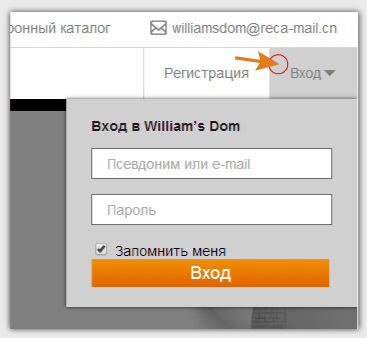 ронный каталог williamsdom@reca-mail.cn
Регистрация Вход
Вход в William's Dom
Псевдоним или e-mail
Пароль
Запомнить меня
Вход